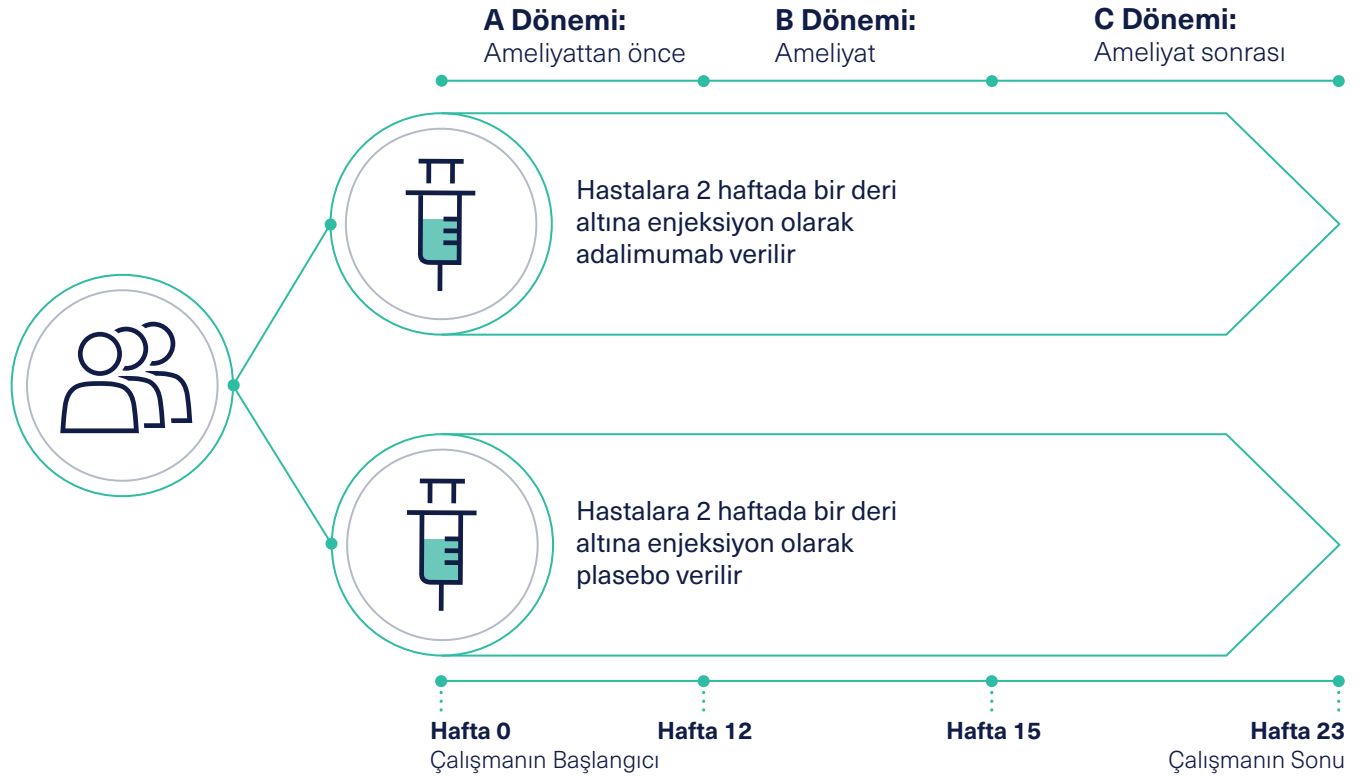 A Dönemi:
Ameliyattan önce
B Dönemi:
Ameliyat
C Dönemi:
Ameliyat sonrası
Hastalara 2 haftada bir deri
altına enjeksiyon olarak
adalimumab verilir
Hastalara 2 haftada bir deri
altına enjeksiyon olarak
plasebo verilir
Hafta 0
Çalışmanın Başlangıcı
Hafta 12
Hafta 15
Hafta 23
Çalışmanın Sonu